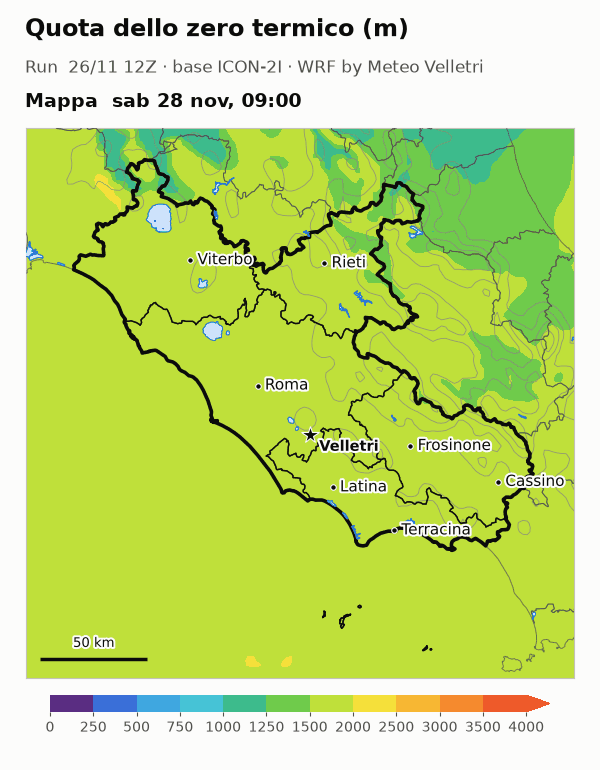 Quota dello zero termico (m)
Run  26/11 12Z · base ICON-2I · WRF by Meteo Velletri
Mappa  sab 28 nov, 09:00
Viterbo
Rieti
Roma
Velletri
Frosinone
Latina
Cassino
Terracina
50 km
0 250 500 750 1000 1250 1500 2000 2500 3000 3500 4000